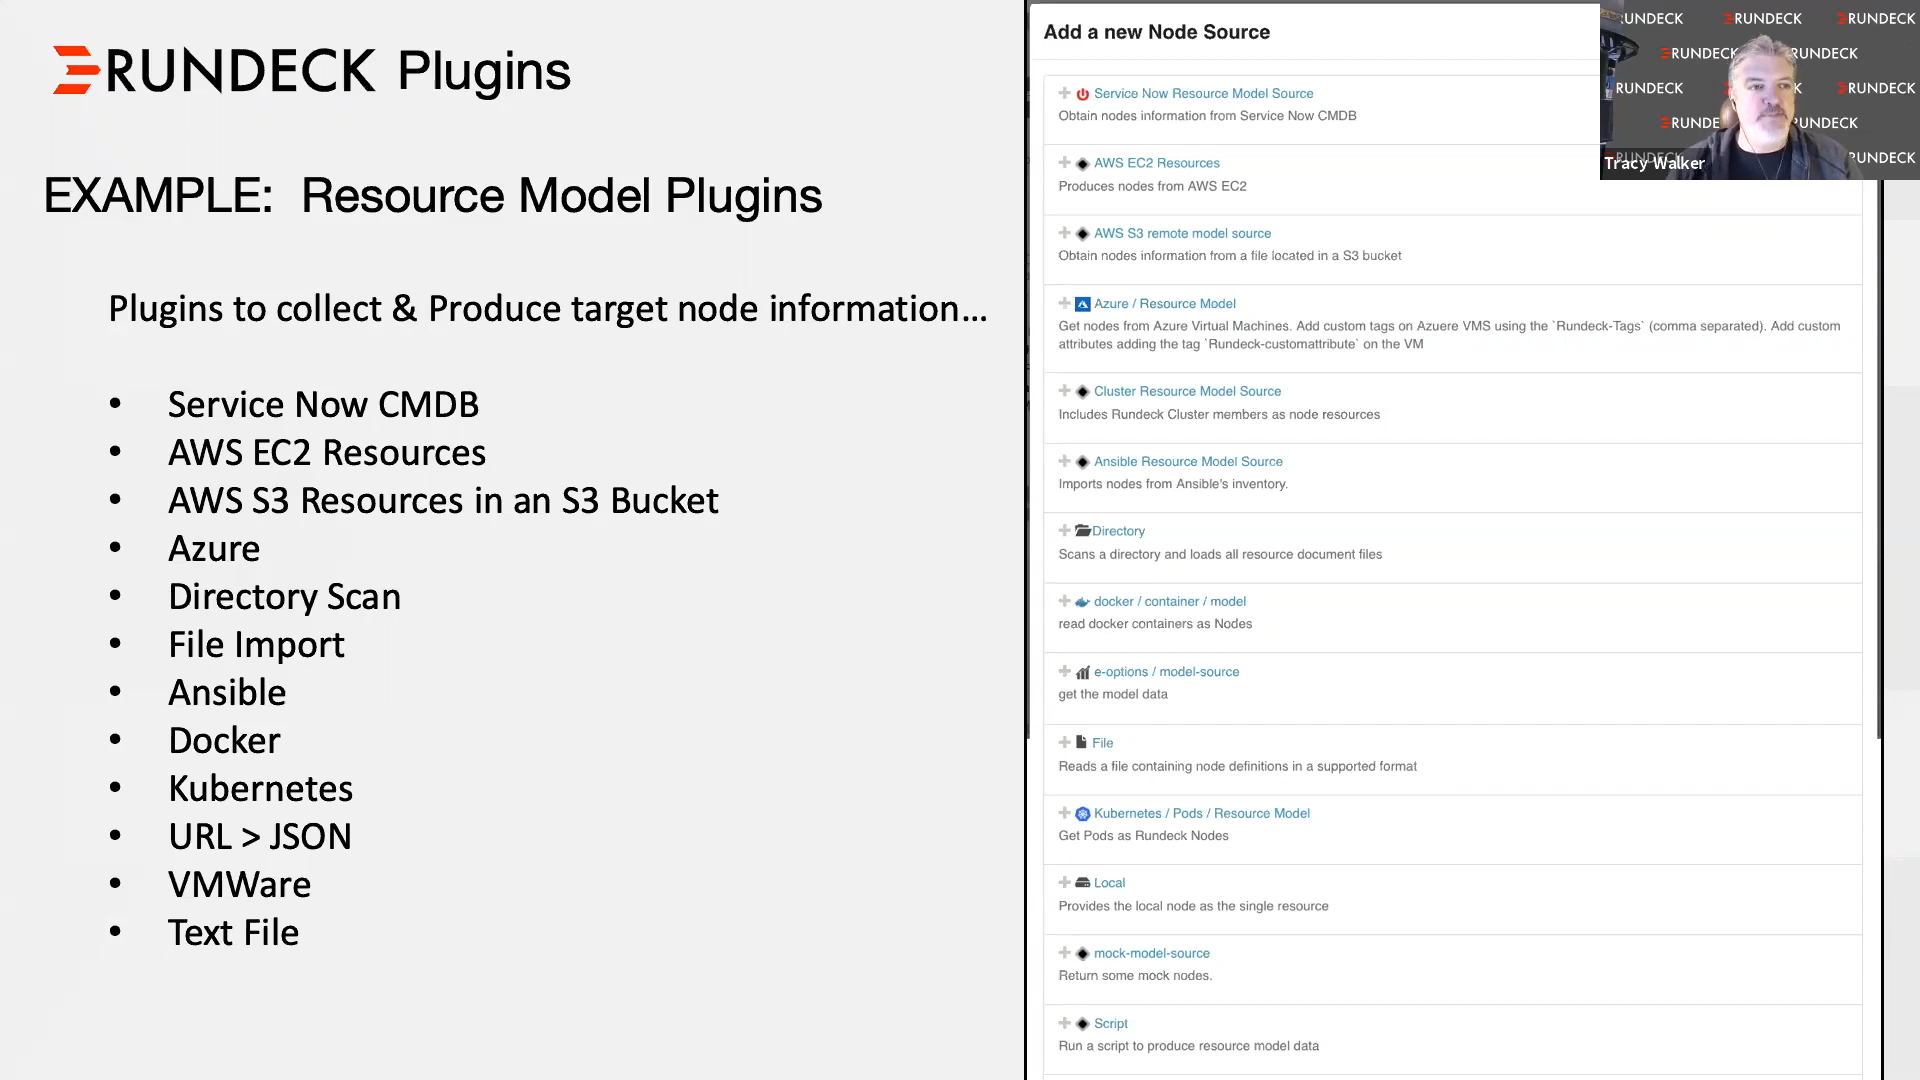 RUNDECK Plugins
EXAMPLE: Resource Model Plugins
Plugins to collect & Produce target node information...
• Service Now CMDB
• AWS EC2 Resources
• AWS S3 Resources in an S3 Bucket
• Azure
• Directory Scan
• File Import
• Ansible
• Docker
• Kubernetes
• URL > JSON
• VMWare
• Text File
Add a new Node Source
Service Now Resource Model Source
Obtain nodes information from Service Now CMDB
AWS EC2 Resources
Produces nodes from AWS EC2
AWS S3 remote model source
Obtain nodes information from a file located in a S3 bucket
Azure / Resource Model
Get nodes from Azure Virtual Machines. Add custom tags on Azuere VMS using the `Rundeck-Tags` (comma separated). Add custom
attributes adding the tag `Rundeck-customattribute` on the VM
Cluster Resource Model Source
Includes Rundeck Cluster members as node resources
Ansible Resource Model Source
Imports nodes from Ansible's inventory.
Directory
Scans a directory and loads all resource document files
docker / container / model
read docker containers as Nodes
e-options / model-source
get the model data
File
Reads a file containing node definitions in a supported format
Kubernetes / Pods / Resource Model
Get Pods as Rundeck Nodes
Local
Provides the local node as the single resource
mock-model-source
Return some mock nodes.
Script
Run a script to produce resource model data
UNDECK RUNDECK RUNDECK
RUNDECK RUNDECK
RUNDECK K RUNDECK
RUNDE UNDECK
RUNDECK UNDECK
Tracy Walker